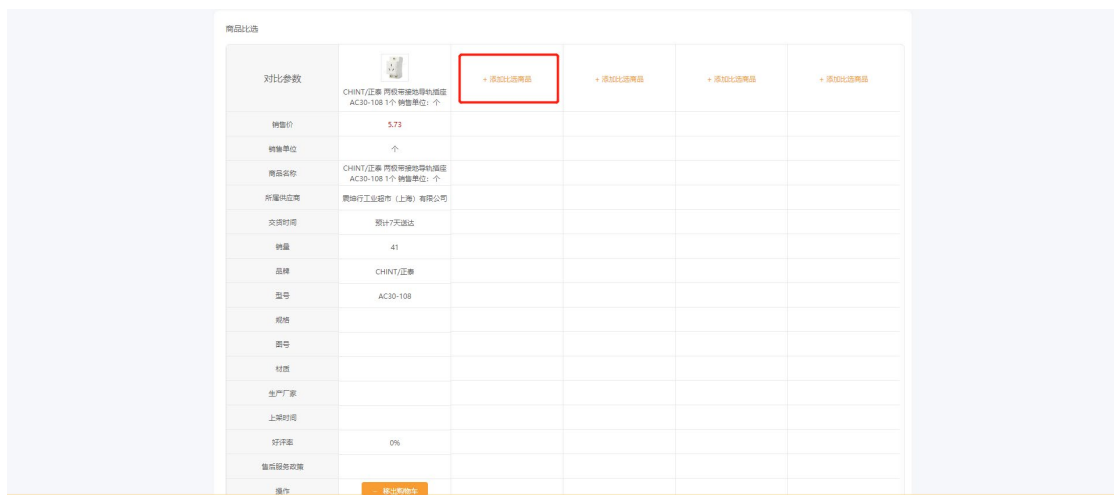 商品比选
对比参数
CHINT/正泰 两极带接地导轨插座
AC30-108 1个 销售单位：个
+ 添加比选商品
+ 添加比选商品
+ 添加比选商品
+ 添加比选商品
销售价
5.73
销售单位
个
商品名称
CHINT/正泰 两极带接地导轨插座
AC30-108 1个 销售单位：个
所属供应商
震坤行工业超市（上海）有限公司
交货时间
预计7天送达
销量
41
品牌
CHINT/正泰
型号
AC30-108
规格
图号
材质
生产厂家
上架时间
好评率
0%
售后服务政策
操作
- 移出购物车